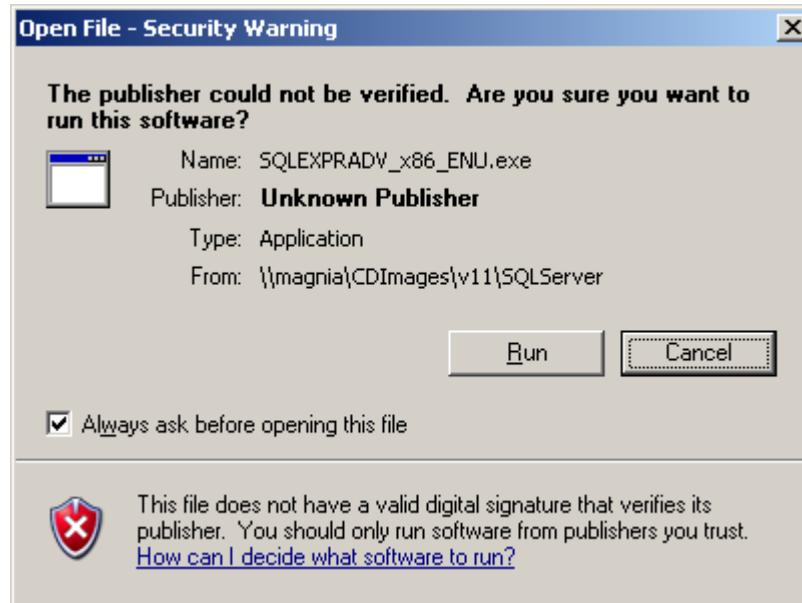 Open File - Security Warning
The publisher could not be verified. Are you sure you want to
run this software?
Name: SQLEXPRADV_x86_ENU.exe
Publisher: Unknown Publisher
Type: Application
From: \\magnia\CDImages\v11\SQLServer
Run Cancel
Always ask before opening this file
This file does not have a valid digital signature that verifies its
publisher. You should only run software from publishers you trust.
How can I decide what software to run?